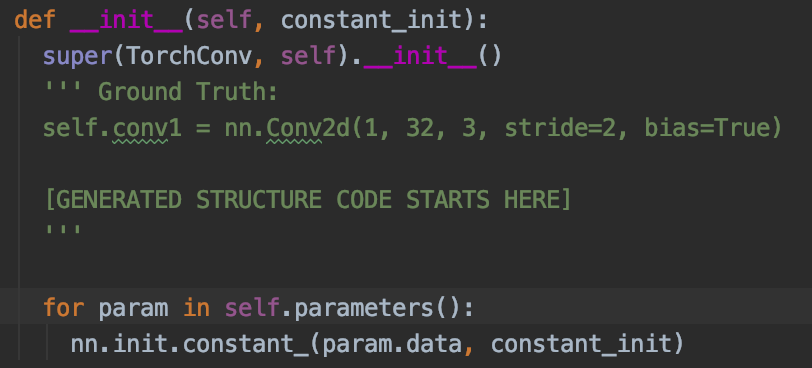 def __init__(self, constant_init):
super(TorchConv, self).__init__()
''' Ground Truth:
self.conv1 = nn.Conv2d(1, 32, 3, stride=2, bias=True)
[GENERATED STRUCTURE CODE STARTS HERE]
'''
for param in self.parameters():
nn.init.constant_(param.data, constant_init)